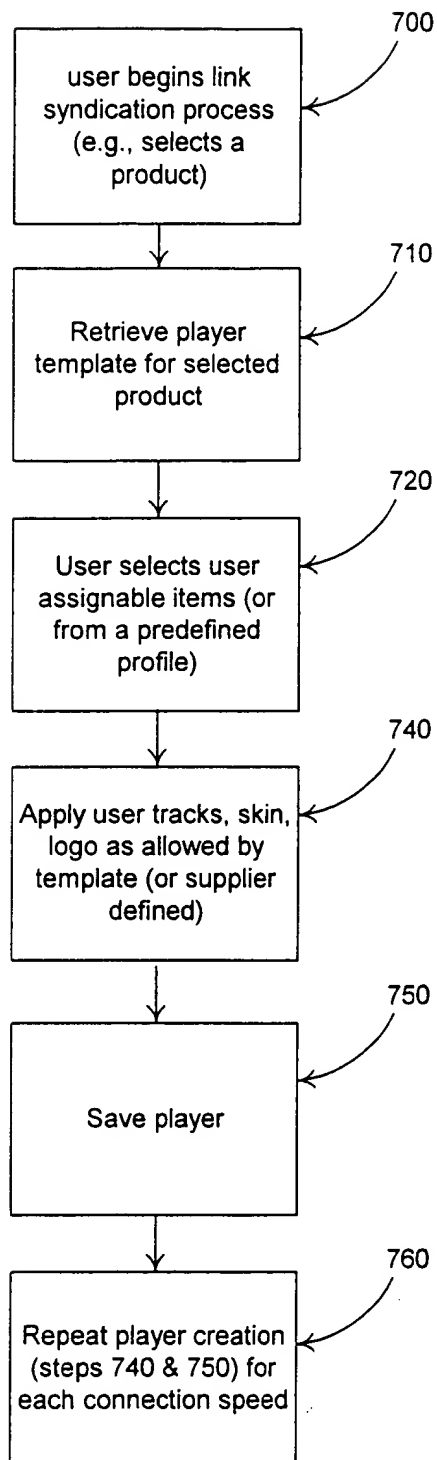 700
user begins link
syndication process
(e.g., selects a
product)
710
Retrieve player
template for selected
product
720
User selects user
assignable items (or
from a predefined
profile)
740
Apply user tracks, skin,
logo as allowed by
template (or supplier
defined)
750
Save player
760
Repeat player creation
(steps 740 & 750) for
each connection speed